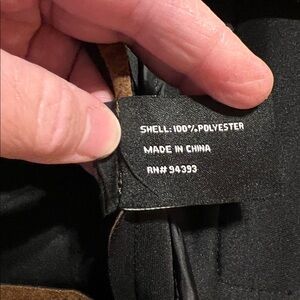 SHELL:100%POLYESTER
MADE IN CHINA
RN# 94393